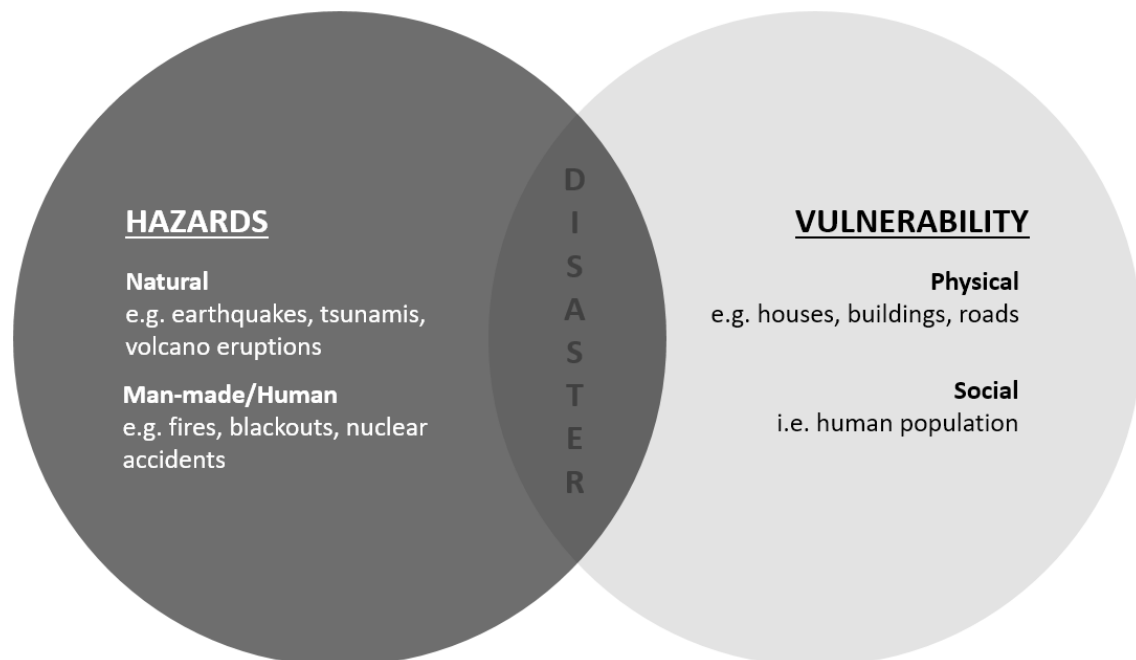 HAZARDS
Natural
e.g. earthquakes, tsunamis,
volcano eruptions
Man-made/Human
e.g. fires, blackouts, nuclear
accidents
D
I
S
A
S
T
E
R
VULNERABILITY
Physical
e.g. houses, buildings, roads
Social
i.e. human population